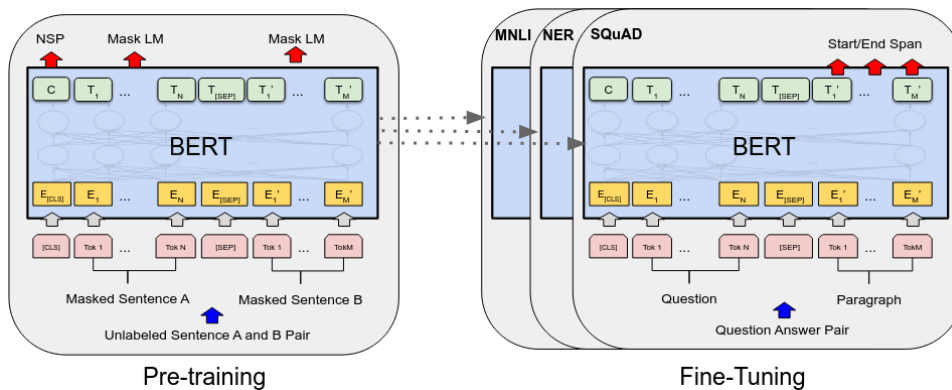 NSP Mask LM Mask LM
C T1 ... TN T[SEP] T1' ... TM'
BERT
E[CLS] E1 ... EN E[SEP] E1' ... EM'
[CLS] Tok 1 ... Tok N [SEP] Tok 1 ... TokM
Masked Sentence A Masked Sentence B
Unlabeled Sentence A and B Pair
Pre-training
MNLI NER SQuAD
Start/End Span
C T1 ... TN T[SEP] T1' ... TM'
BERT
E[CLS] E1 ... EN E[SEP] E1' ... EM'
[CLS] Tok 1 ... Tok N [SEP] Tok 1 ... TokM
Question Paragraph
Question Answer Pair
Fine-Tuning